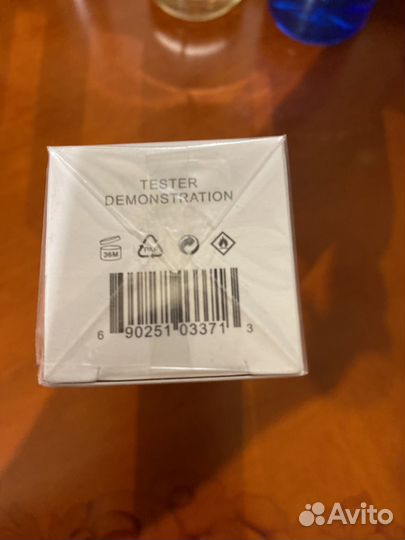 TESTER
DEMONSTRATION
36M
6 90251 03371 3
Avito